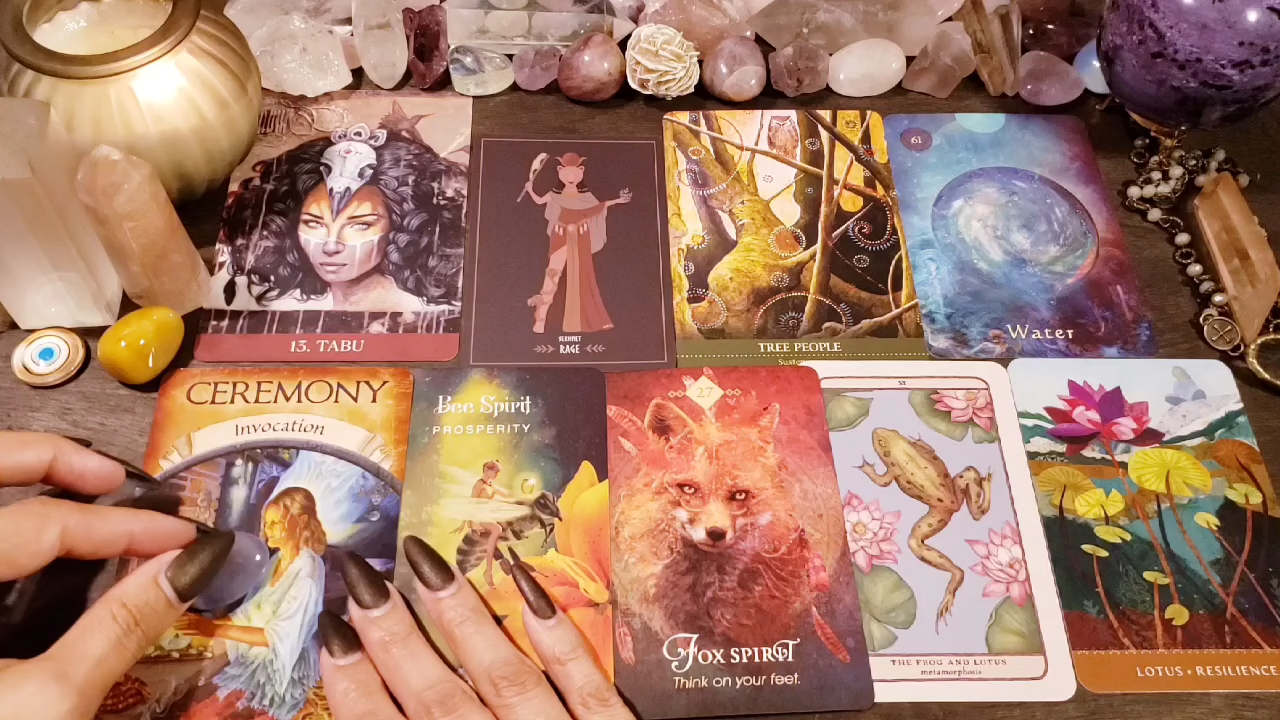 13. TABU
SEKHMET
RAGE
TREE PEOPLE
61
Water
CEREMONY
Invocation
Bee Spirit
PROSPERITY
27
FOX SPIRIT
Think on your feet.
THE FROG AND LOTUS
metamorphosis
LOTUS • RESILIENCE